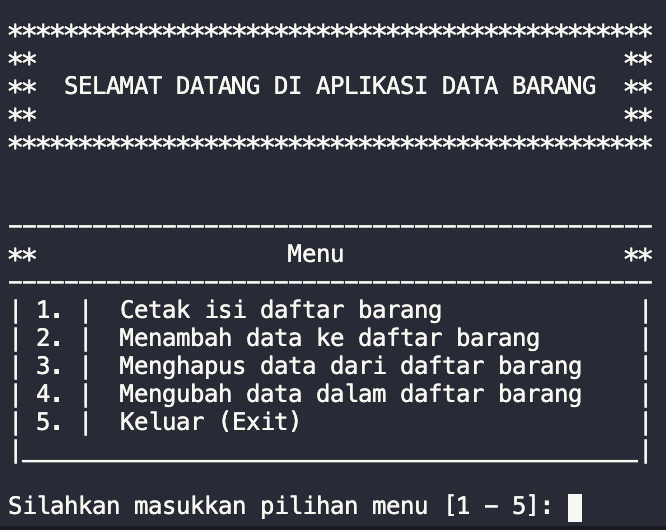 **********************************************
**                                          **
**  SELAMAT DATANG DI APLIKASI DATA BARANG  **
**                                          **
**********************************************
----------------------------------------------
**                  Menu                    **
----------------------------------------------
| 1. |  Cetak isi daftar barang              |
| 2. |  Menambah data ke daftar barang       |
| 3. |  Menghapus data dari daftar barang    |
| 4. |  Mengubah data dalam daftar barang    |
| 5. |  Keluar (Exit)                        |
|____________________________________________|
Silahkan masukkan pilihan menu [1 - 5]: